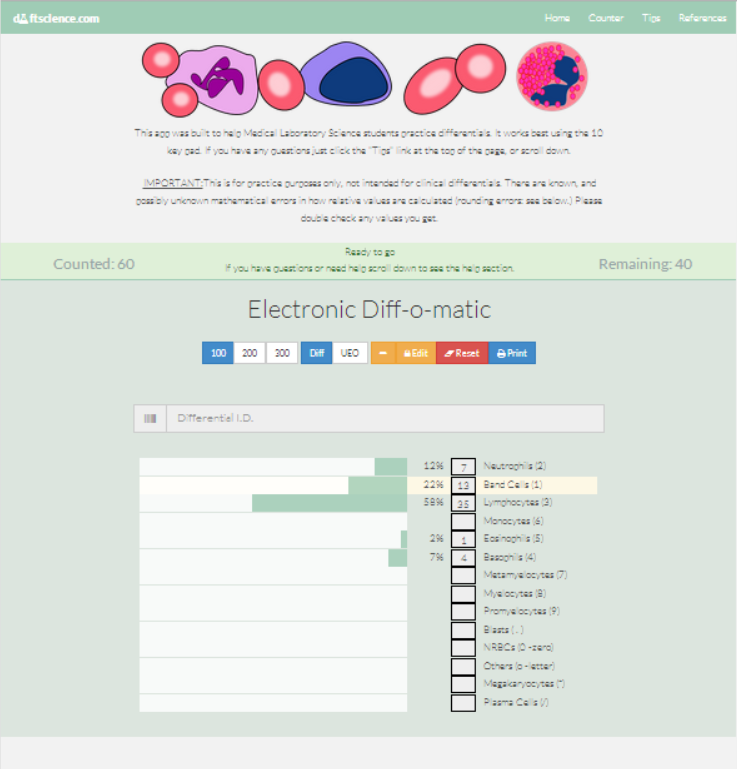 daftscience.com
Home Counter Tips References
This app was built to help Medical Laboratory Science students practice differentials. It works best using the 10
key pad. If you have any questions just click the "Tips" link at the top of the page, or scroll down.
IMPORTANT:This is for practice purposes only, not intended for clinical differentials. There are known, and
possibly unknown mathematical errors in how relative values are calculated (rounding errors: see below.) Please
double check any values you get.
Counted: 60
Ready to go
If you have questions or need help scroll down to see the help section.
Remaining: 40
Electronic Diff-o-matic
100 200 300 Diff UEO - Edit Reset Print
Differential I.D.
12% 7 Neutrophils (2)
22% 13 Band Cells (1)
58% 35 Lymphocytes (3)
Monocytes (6)
2% 1 Eosinophils (5)
7% 4 Basophils (4)
Metamyelocytes (7)
Myelocytes (8)
Promyelocytes (9)
Blasts ( . )
NRBCs (0 -zero)
Others (o -letter)
Megakaryocytes (*)
Plasma Cells (/)